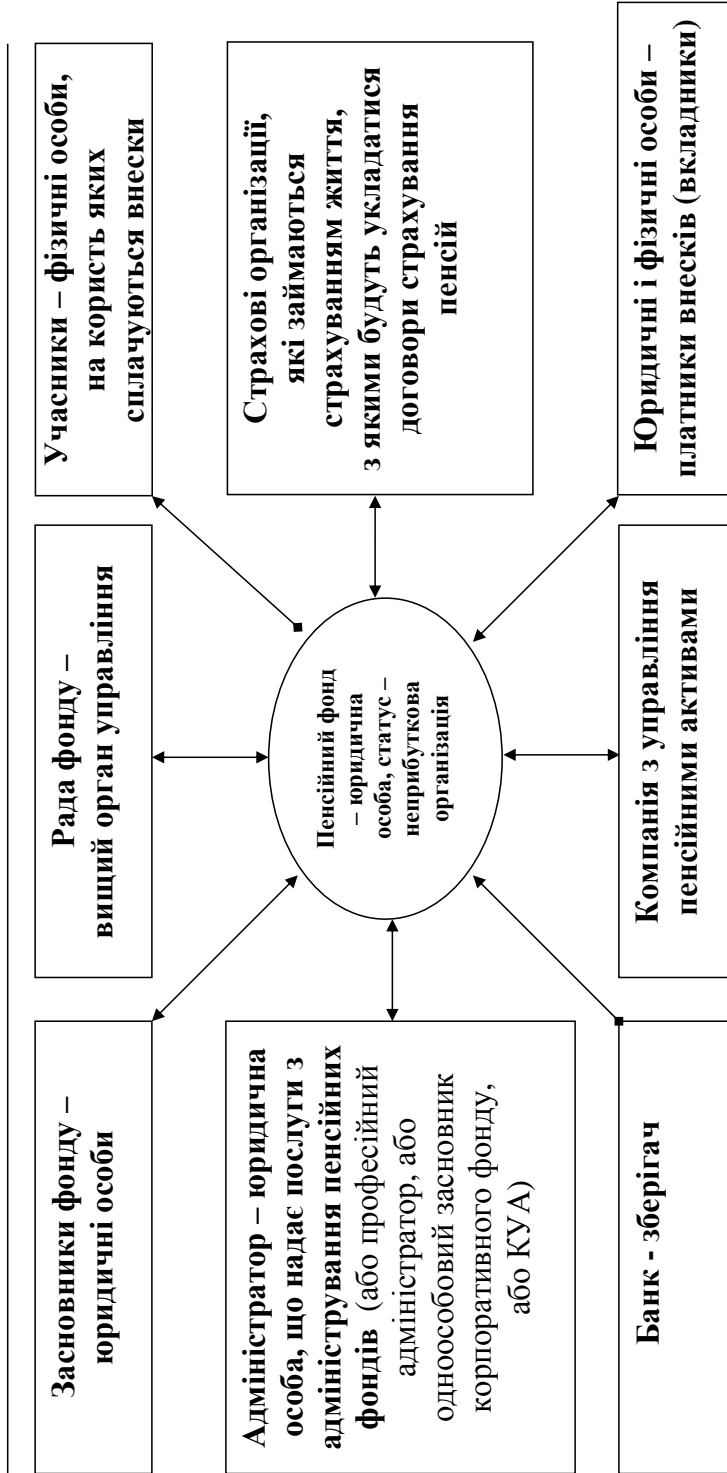 Засновники фонду –
юридичні особи
Рада фонду –
вищий орган управління
Учасники – фізичні особи,
на користь яких
сплачуються внески
Адміністратор – юридична
особа, що надає послуги з
адміністрування пенсійних
фондів (або професійний
адміністратор, або
одноособовий засновник
корпоративного фонду,
або КУА)
Пенсійний фонд
– юридична
особа, статус –
неприбуткова
організація
Страхові організації,
які займаються
страхуванням життя,
з якими будуть укладатися
договори страхування
пенсій
Банк - зберігач
Компанія з управління
пенсійними активами
Юридичні і фізичні особи –
платники внесків (вкладники)